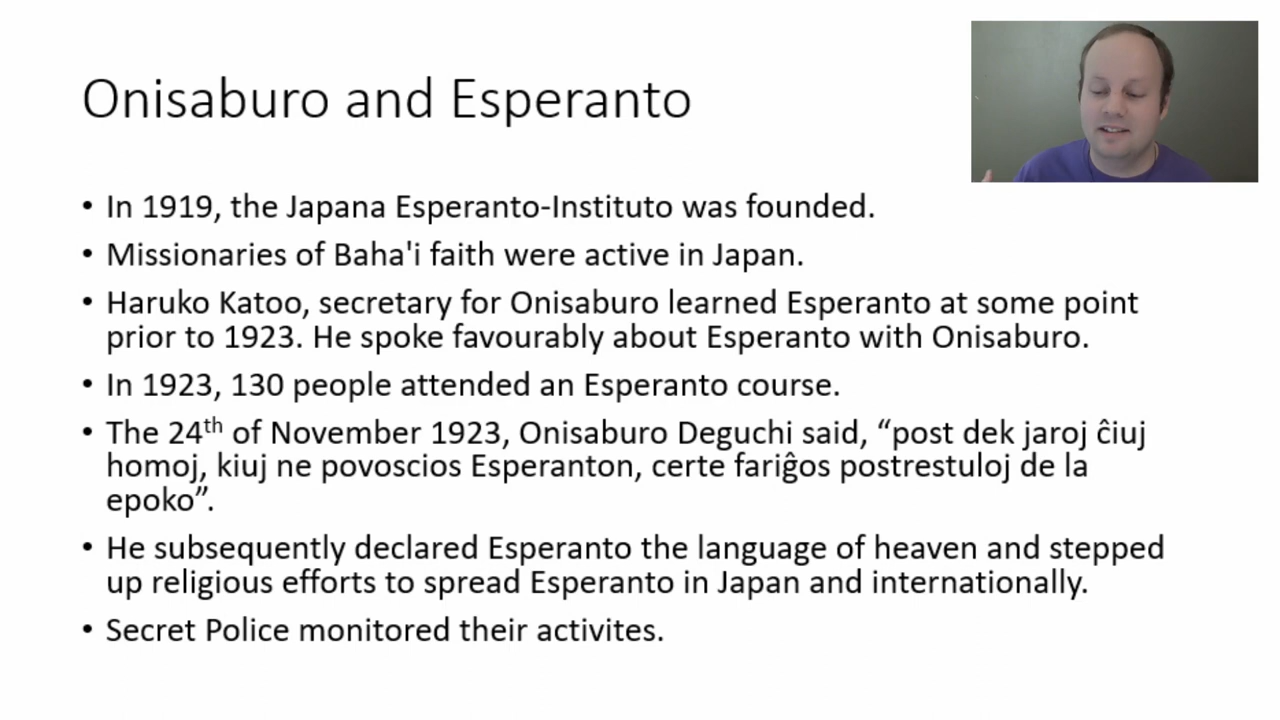 Onisaburo and Esperanto
• In 1919, the Japana Esperanto-Instituto was founded.
• Missionaries of Baha'i faith were active in Japan.
• Haruko Katoo, secretary for Onisaburo learned Esperanto at some point
prior to 1923. He spoke favourably about Esperanto with Onisaburo.
• In 1923, 130 people attended an Esperanto course.
• The 24th of November 1923, Onisaburo Deguchi said, “post dek jaroj ĉiuj
homoj, kiuj ne povoscios Esperanton, certe fariĝos postrestuloj de la
epoko”.
• He subsequently declared Esperanto the language of heaven and stepped
up religious efforts to spread Esperanto in Japan and internationally.
• Secret Police monitored their activites.